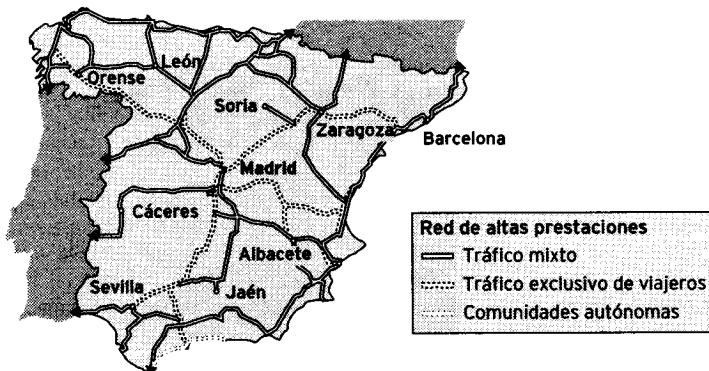 León
Orense
Soria
Zaragoza
Barcelona
Madrid
Cáceres
Albacete
Sevilla
Jaén
Red de altas prestaciones
Tráfico mixto
Tráfico exclusivo de viajeros
Comunidades autónomas